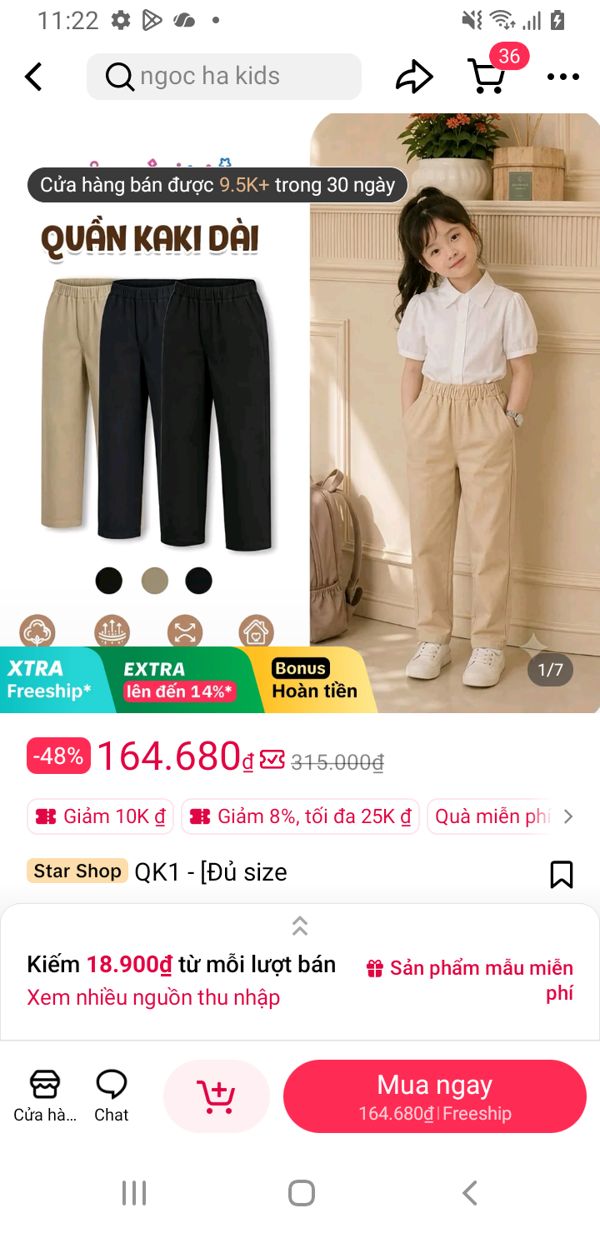 11:22
ngoc ha kids
36
Cửa hàng bán được 9.5K+ trong 30 ngày
QUẦN KAKI DÀI
XTRA
Freeship*
EXTRA
lên đến 14%*
Bonus
Hoàn tiền
1/7
-48% 164.680₫ 315.000₫
Giảm 10K ₫ Giảm 8%, tối đa 25K ₫ Quà miễn phí
Star Shop QK1 - [Đủ size
Kiếm 18.900₫ từ mỗi lượt bán
Xem nhiều nguồn thu nhập
Sản phẩm mẫu miễn
phí
Cửa hà...
Chat
Mua ngay
164.680₫ | Freeship